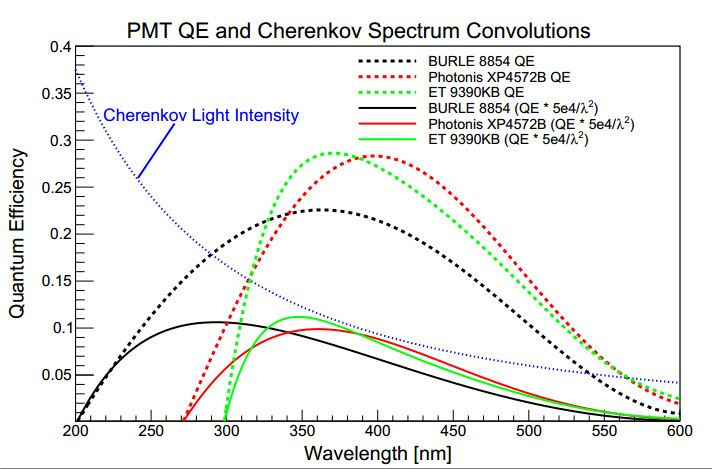 PMT QE and Cherenkov Spectrum Convolutions
0.4
0.35
0.3
0.25
0.2
0.15
0.1
0.05
Quantum Efficiency
Cherenkov Light Intensity
BURLE 8854 QE
Photonis XP4572B QE
ET 9390KB QE
BURLE 8854 (QE * 5e4/λ²)
Photonis XP4572B (QE * 5e4/λ²)
ET 9390KB (QE * 5e4/λ²)
200 250 300 350 400 450 500 550 600
Wavelength [nm]